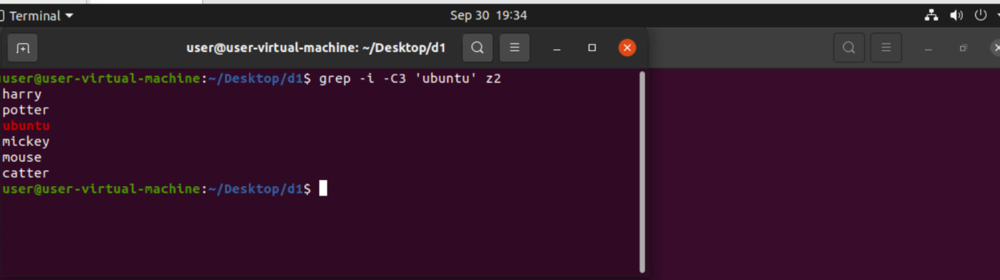 Terminal
Sep 30 19:34
user@user-virtual-machine: ~/Desktop/d1
user@user-virtual-machine:~/Desktop/d1$ grep -i -C3 'ubuntu' z2
harry
potter
ubuntu
mickey
mouse
catter
user@user-virtual-machine:~/Desktop/d1$